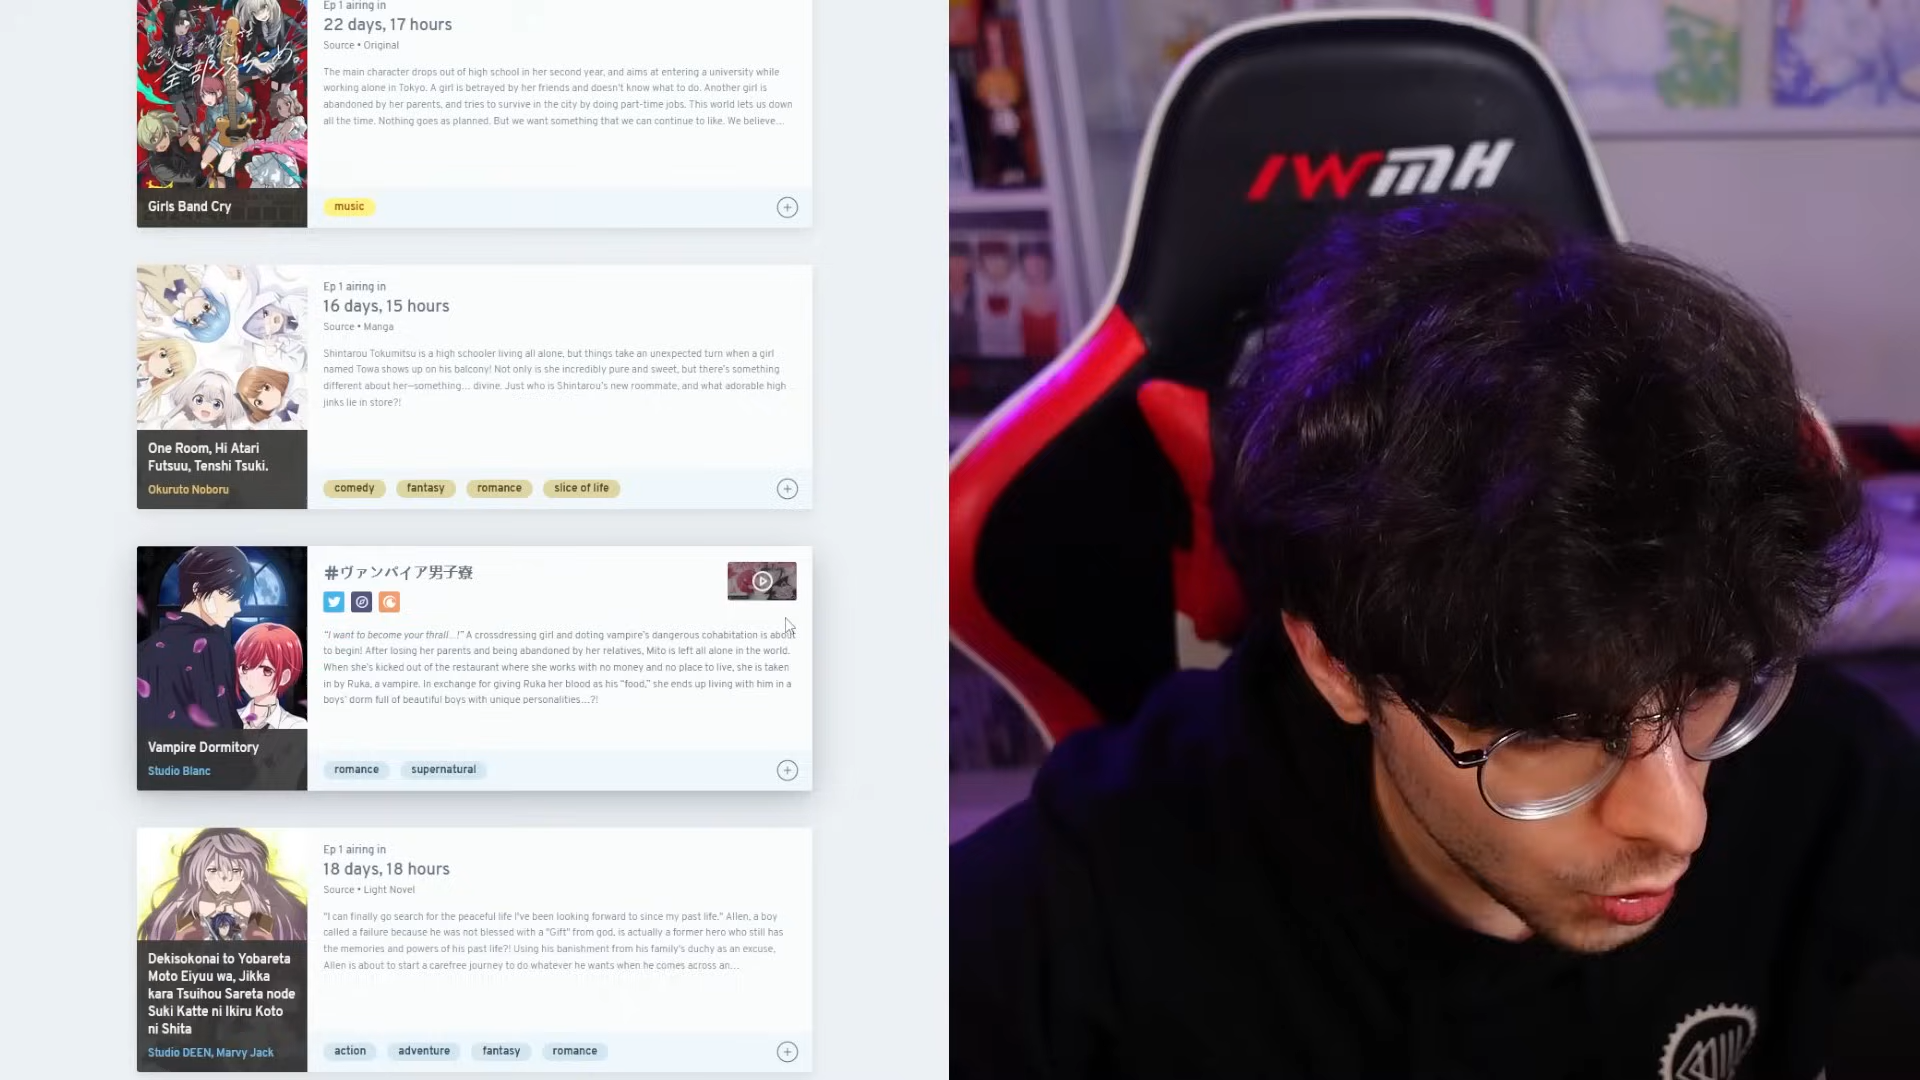 怒りも喜びも哀しさも
全部ぶちこめ。
Ep 1 airing in
22 days, 17 hours
Source • Original
The main character drops out of high school in her second year, and aims at entering a university while
working alone in Tokyo. A girl is betrayed by her friends and doesn't know what to do. Another girl is
abandoned by her parents, and tries to survive in the city by doing part-time jobs. This world lets us down
all the time. Nothing goes as planned. But we want something that we can continue to like. We believe...
Girls Band Cry
music
Ep 1 airing in
16 days, 15 hours
Source • Manga
Shintarou Tokumitsu is a high schooler living all alone, but things take an unexpected turn when a girl
named Towa shows up on his balcony! Not only is she incredibly pure and sweet, but there's something
different about her—something... divine. Just who is Shintarou's new roommate, and what adorable high
jinks lie in store?!
One Room, Hi Atari
Futsuu, Tenshi Tsuki.
Okuruto Noboru
comedy fantasy romance slice of life
#ヴァンパイア男子寮
"I want to become your thrall...!" A crossdressing girl and doting vampire's dangerous cohabitation is about
to begin! After losing her parents and being abandoned by her relatives, Mito is left all alone in the world.
When she's kicked out of the restaurant where she works with no money and no place to live, she is taken
in by Ruka, a vampire. In exchange for giving Ruka her blood as his "food," she ends up living with him in a
boys' dorm full of beautiful boys with unique personalities...?!
Vampire Dormitory
Studio Blanc
romance supernatural
Ep 1 airing in
18 days, 18 hours
Source • Light Novel
"I can finally go search for the peaceful life I've been looking forward to since my past life." Allen, a boy
called a failure because he was not blessed with a "Gift" from god, is actually a former hero who still has
the memories and powers of his past life?! Using his banishment from his family's duchy as an excuse,
Allen is about to start a carefree journey to do whatever he wants when he comes across an...
Dekisokonai to Yobareta
Moto Eiyuu wa, Jikka
kara Tsuihou Sareta node
Suki Katte ni Ikiru Koto
ni Shita
Studio DEEN, Marvy Jack
action adventure fantasy romance
IWMH